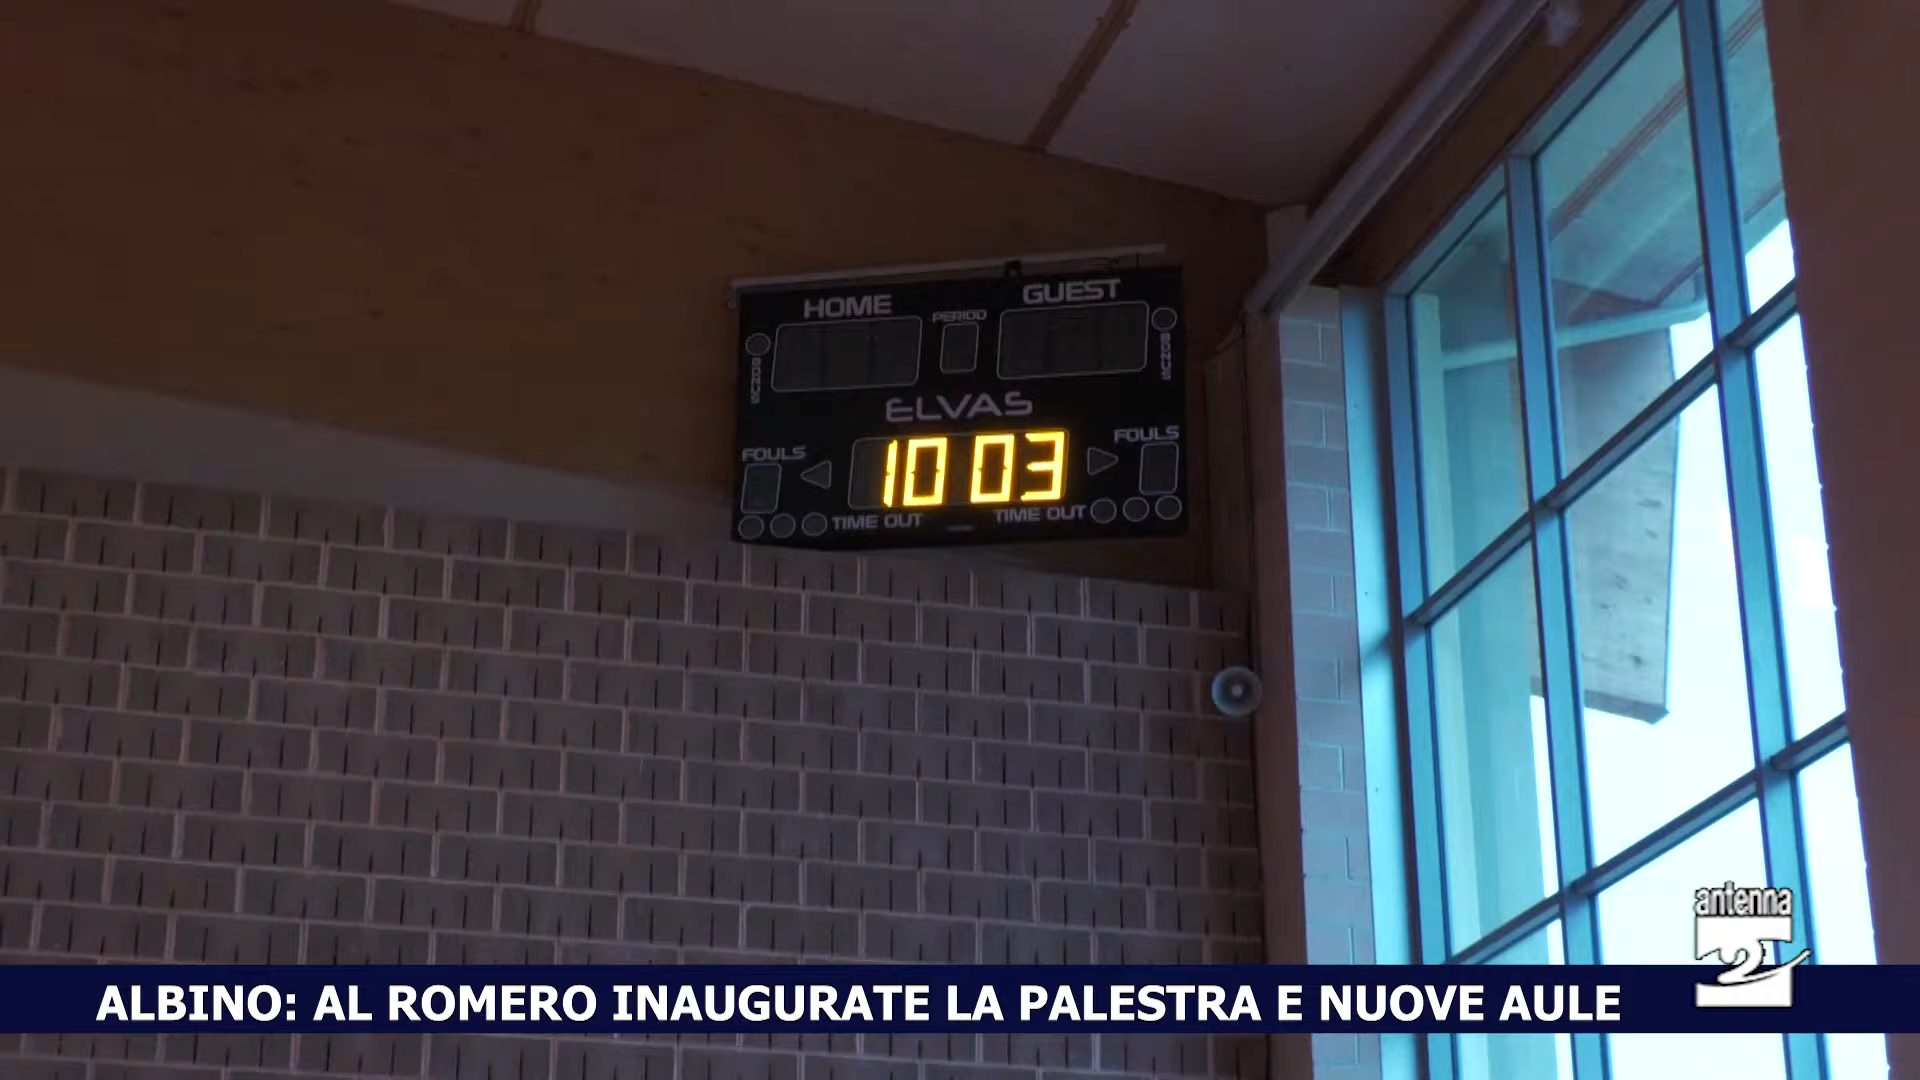 HOME
GUEST
PERIOD
BONUS
BONUS
ELVAS
FOULS
10 03
FOULS
TIME OUT
TIME OUT
antenna
2
ALBINO: AL ROMERO INAUGURATE LA PALESTRA E NUOVE AULE